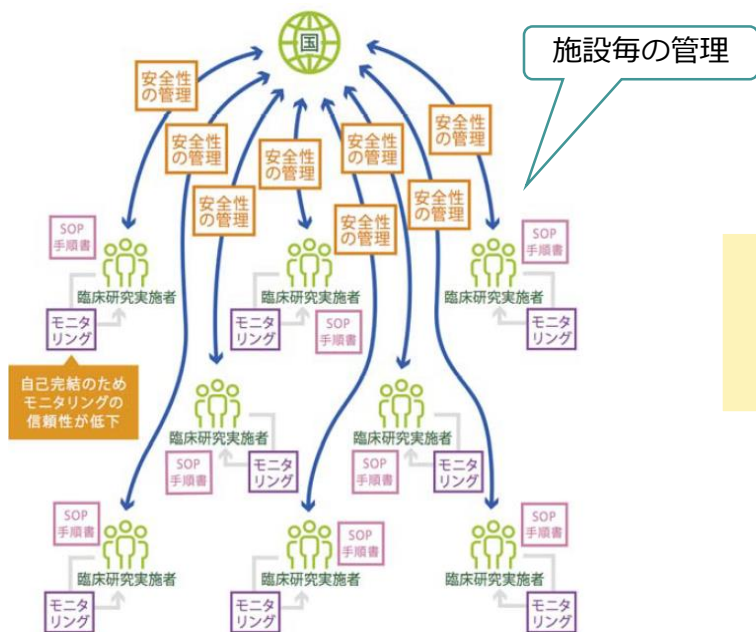 国
施設毎の管理
安全性
の管理
安全性
の管理
安全性
の管理
安全性
の管理
安全性
の管理
安全性
の管理
安全性
の管理
安全性
の管理
SOP
手順書
臨床研究実施者
モニタ
リング
臨床研究実施者
モニタ
リング
SOP
手順書
SOP
手順書
臨床研究実施者
モニタ
リング
自己完結のため
モニタリングの
信頼性が低下
臨床研究実施者
SOP
手順書
モニタ
リング
臨床研究実施者
SOP
手順書
モニタ
リング
SOP
手順書
臨床研究実施者
モニタ
リング
SOP
手順書
臨床研究実施者
モニタ
リング
SOP
手順書
臨床研究実施者
モニタ
リング